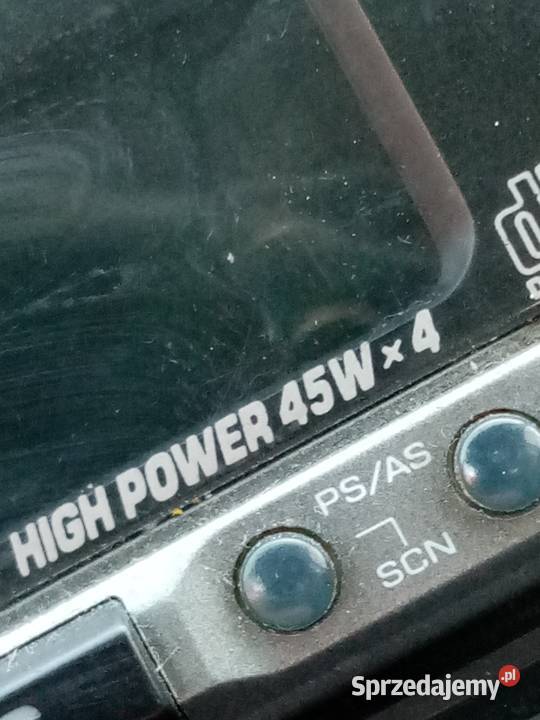 HIGH POWER 45W × 4
PS/AS
SCN
Sprzedajemy.pl